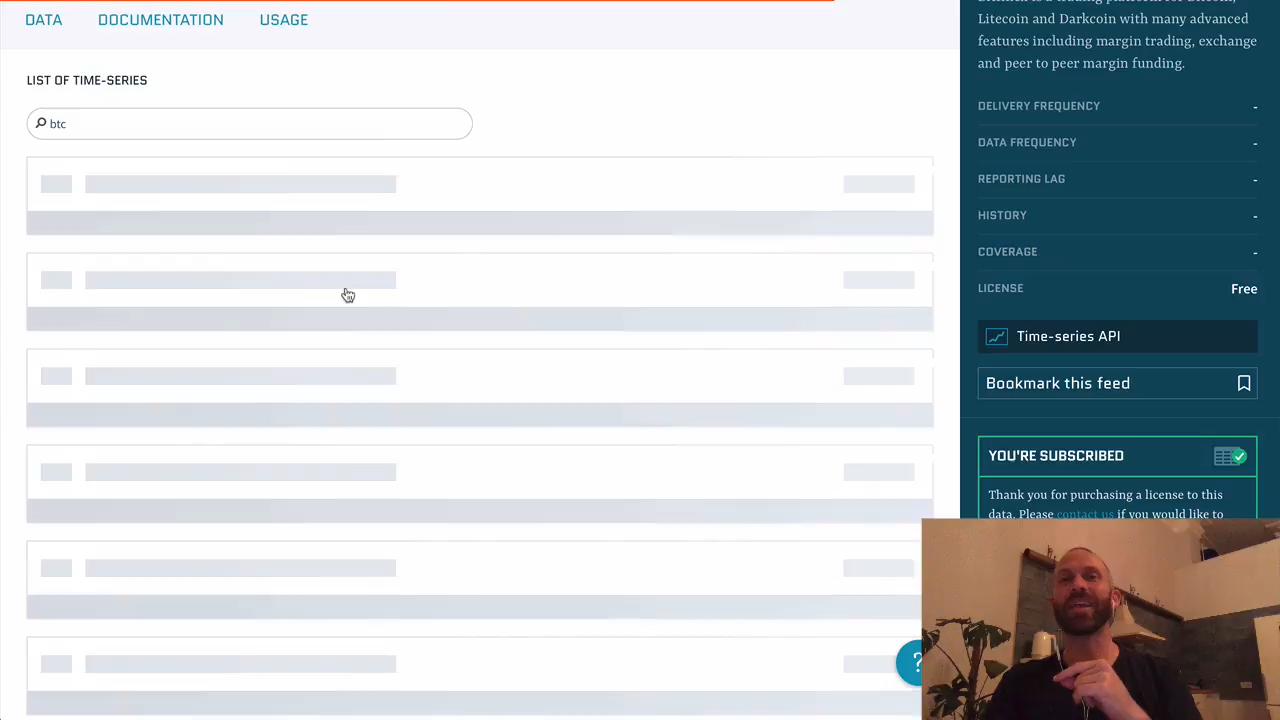 DATA
DOCUMENTATION
USAGE
LIST OF TIME-SERIES
btc
Litecoin and Darkcoin with many advanced
features including margin trading, exchange
and peer to peer margin funding.
DELIVERY FREQUENCY -
DATA FREQUENCY -
REPORTING LAG -
HISTORY -
COVERAGE -
LICENSE Free
Time-series API
Bookmark this feed
YOU'RE SUBSCRIBED
Thank you for purchasing a license to this
data. Please contact us if you would like to
?